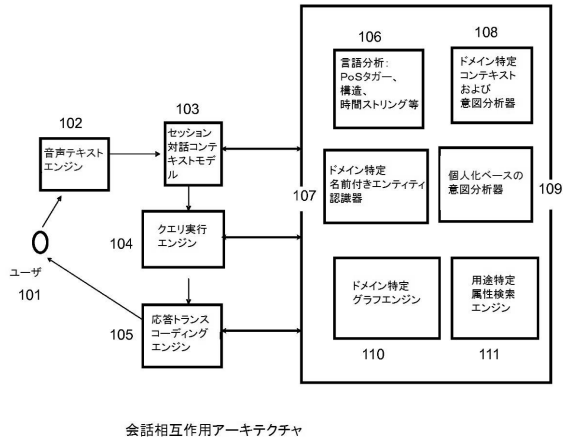 106
108
言語分析:
PoSタガー、
構造、
時間ストリング等
ドメイン特定
コンテキスト
および
意図分析器
102
103
音声テキスト
エンジン
セッション
対話コンテ
キストモデル
107
ドメイン特定
名前付きエンティティ
認識器
個人化ベースの
意図分析器
109
104
クエリ実行
エンジン
ユーザ
101
105
応答トランス
コーディング
エンジン
ドメイン特定
グラフエンジン
用途特定
属性検索
エンジン
110
111
会話相互作用アーキテクチャ